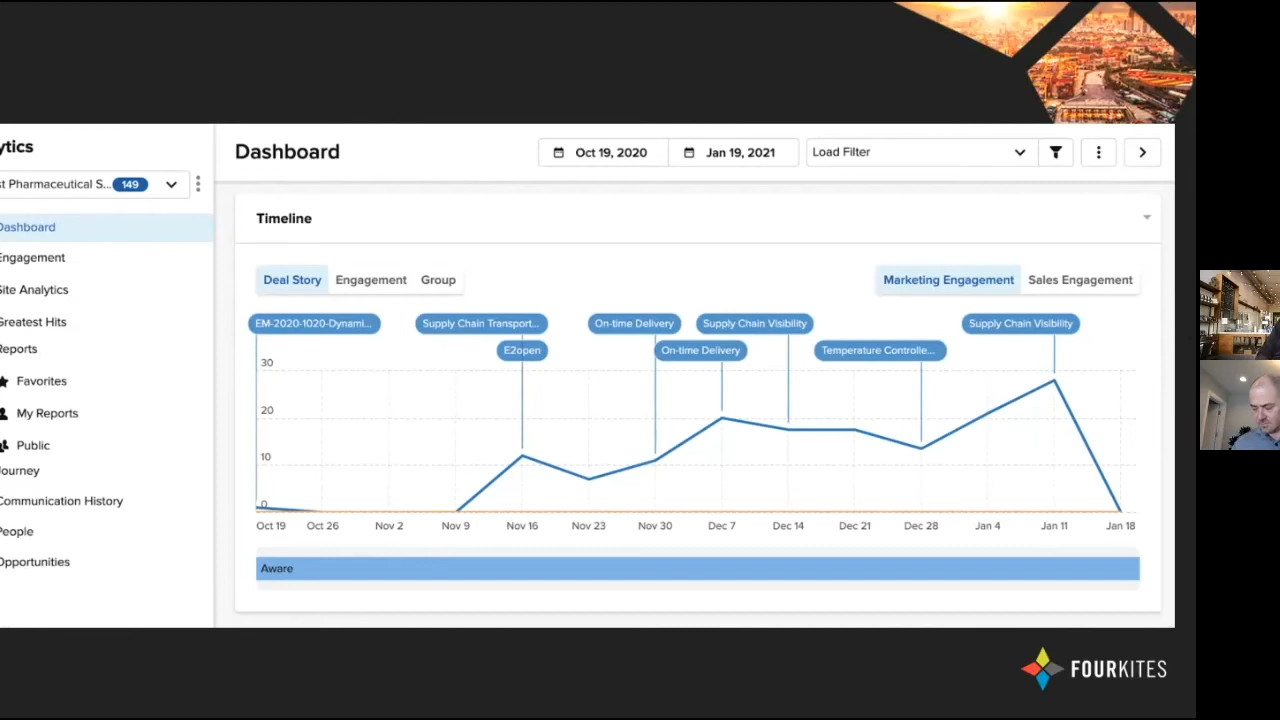 ytics
Dashboard
Oct 19, 2020
Jan 19, 2021
Load Filter
t Pharmaceutical S...
149
Dashboard
Engagement
Site Analytics
Greatest Hits
Reports
Favorites
My Reports
Public
Journey
Communication History
People
Opportunities
Timeline
Deal Story Engagement Group
Marketing Engagement Sales Engagement
EM-2020-1020-Dynami... Supply Chain Transport... On-time Delivery Supply Chain Visibility Supply Chain Visibility
E2open On-time Delivery Temperature Controlle...
30
20
10
0
Oct 19 Oct 26 Nov 2 Nov 9 Nov 16 Nov 23 Nov 30 Dec 7 Dec 14 Dec 21 Dec 28 Jan 4 Jan 11 Jan 18
Aware
FOURKITES